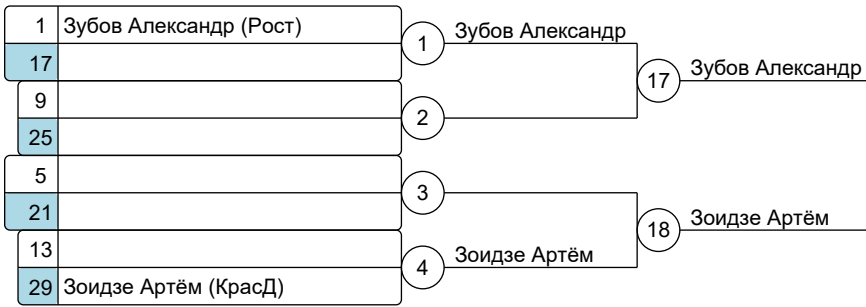 1 Зубов Александр (Рост)
17
9
25
5
21
13
29 Зоидзе Артём (КрасД)
1 Зубов Александр
2
3
4 Зоидзе Артём
17 Зубов Александр
18 Зоидзе Артём